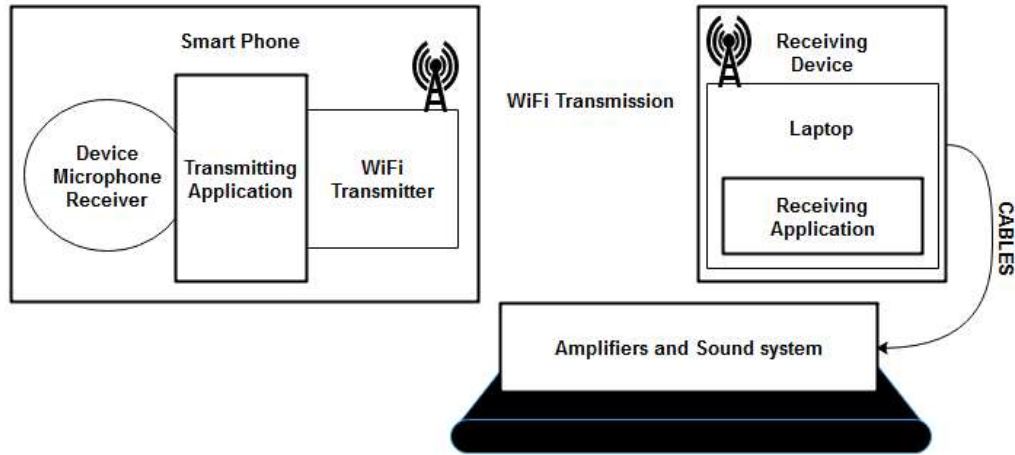 Smart Phone
Device
Microphone
Receiver
Transmitting
Application
WiFi
Transmitter
WiFi Transmission
Receiving
Device
Laptop
Receiving
Application
CABLES
Amplifiers and Sound system